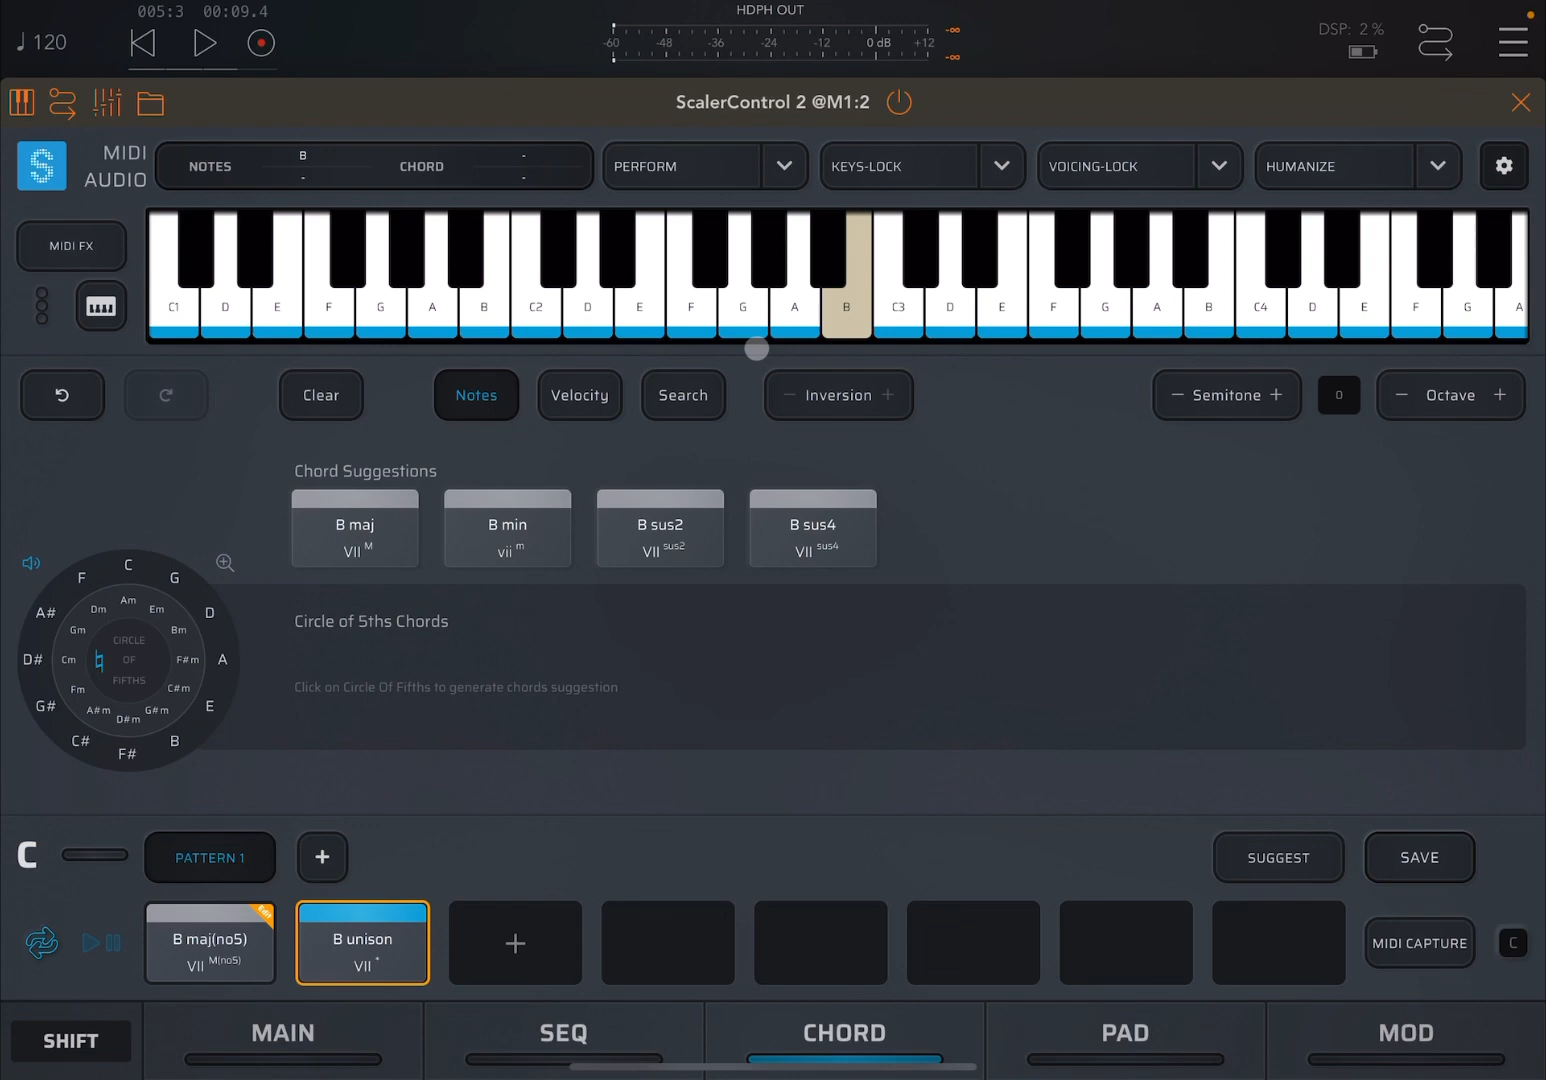 005:3 00:09.4
HDPH OUT
♩ 120
-60 -48 -36 -24 -12 0 dB +12
-∞
-∞
DSP: 2 %
ScalerControl 2 @M1:2
S
MIDI
AUDIO
NOTES B - CHORD - -
PERFORM
KEYS-LOCK
VOICING-LOCK
HUMANIZE
MIDI FX
C1 D E F G A B C2 D E F G A B C3 D E F G A B C4 D E F G A
Clear
Notes
Velocity
Search
− Inversion +
− Semitone +
0
− Octave +
Chord Suggestions
B maj
VII M
B min
vii m
B sus2
VII sus2
B sus4
VII sus4
C G D A E B F# C# G# D# A# F
Am Em Bm F#m C#m G#m D#m A#m Fm Cm Gm Dm
CIRCLE
♮ OF
FIFTHS
Circle of 5ths Chords
Click on Circle Of Fifths to generate chords suggestion
C
PATTERN 1
+
SUGGEST
SAVE
Edit
B maj(no5)
VII M(no5)
B unison
VII *
+
MIDI CAPTURE
C
SHIFT
MAIN
SEQ
CHORD
PAD
MOD